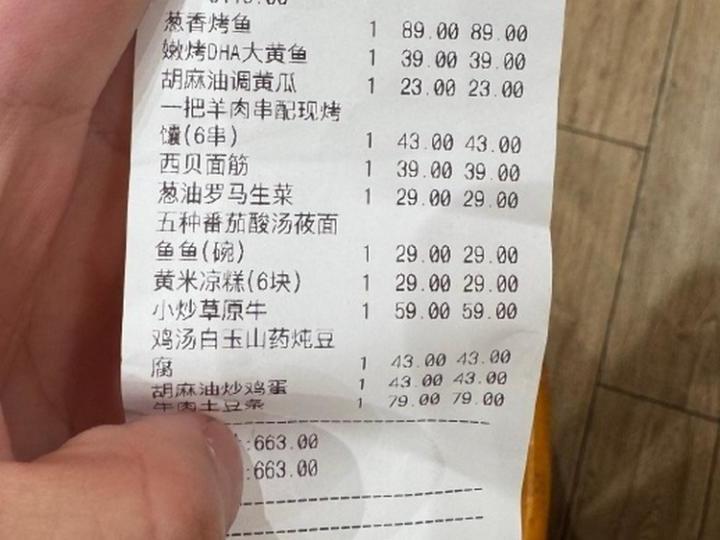 葱香烤鱼 1 89.00 89.00
嫩烤DHA大黄鱼 1 39.00 39.00
胡麻油调黄瓜 1 23.00 23.00
一把羊肉串配现烤
馕(6串) 1 43.00 43.00
西贝面筋 1 39.00 39.00
葱油罗马生菜 1 29.00 29.00
五种番茄酸汤莜面
鱼鱼(碗) 1 29.00 29.00
黄米凉糕(6块) 1 29.00 29.00
小炒草原牛 1 59.00 59.00
鸡汤白玉山药炖豆
腐 1 43.00 43.00
胡麻油炒鸡蛋 1 43.00 43.00
牛肉土豆条 1 79.00 79.00
:663.00
:663.00